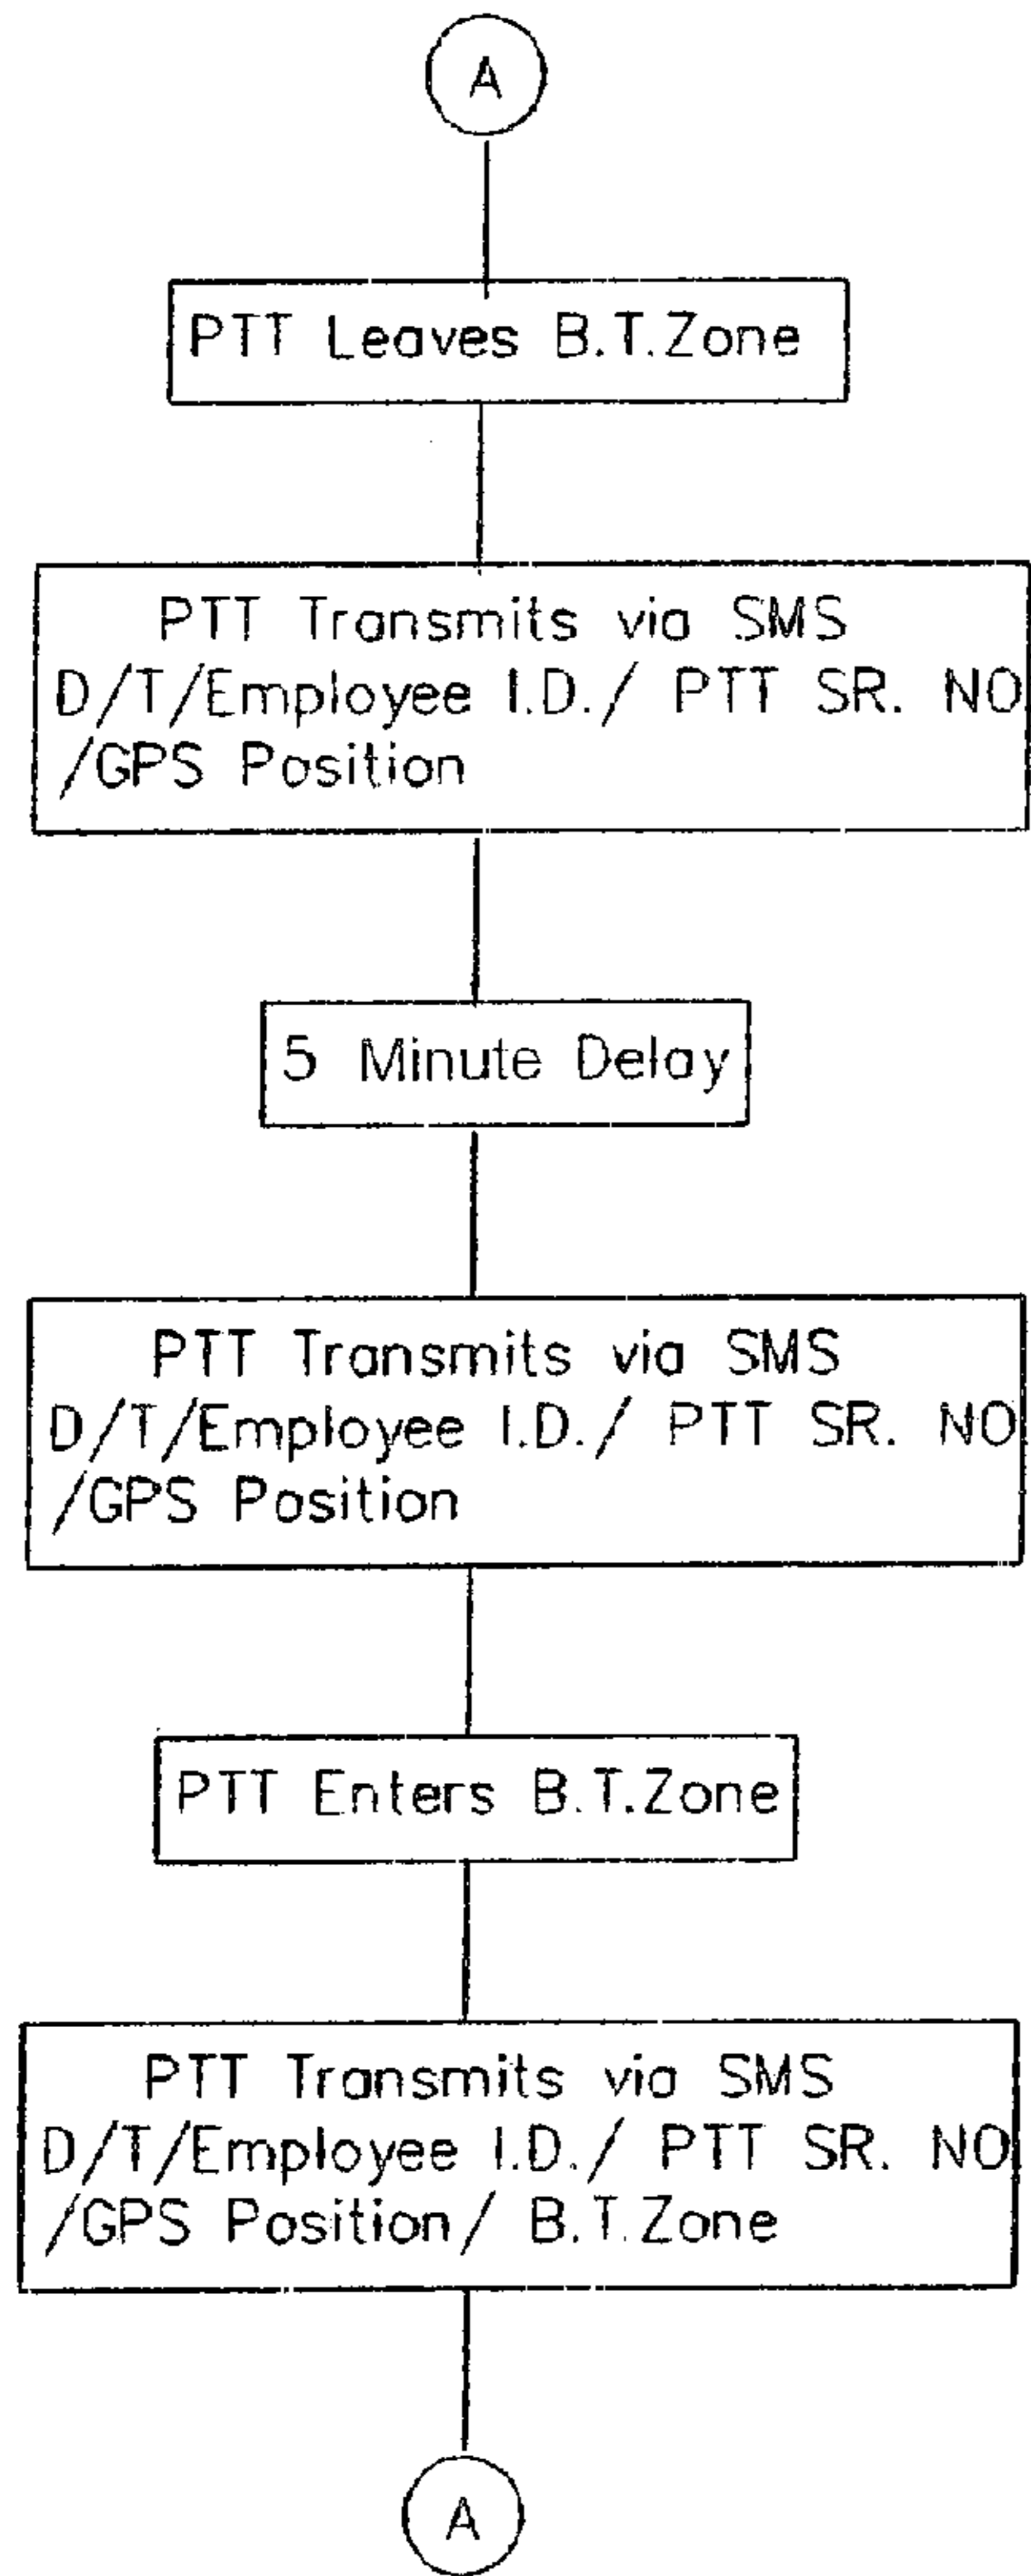 A
PTT Leaves B.T.Zone
PTT Transmits via SMS
D/T/Employee I.D./ PTT SR. NO
/GPS Position
5 Minute Delay
PTT Transmits via SMS
D/T/Employee I.D./ PTT SR. NO
/GPS Position
PTT Enters B.T.Zone
PTT Transmits via SMS
D/T/Employee I.D./ PTT SR. NO.
/GPS Position/ B.T.Zone
A